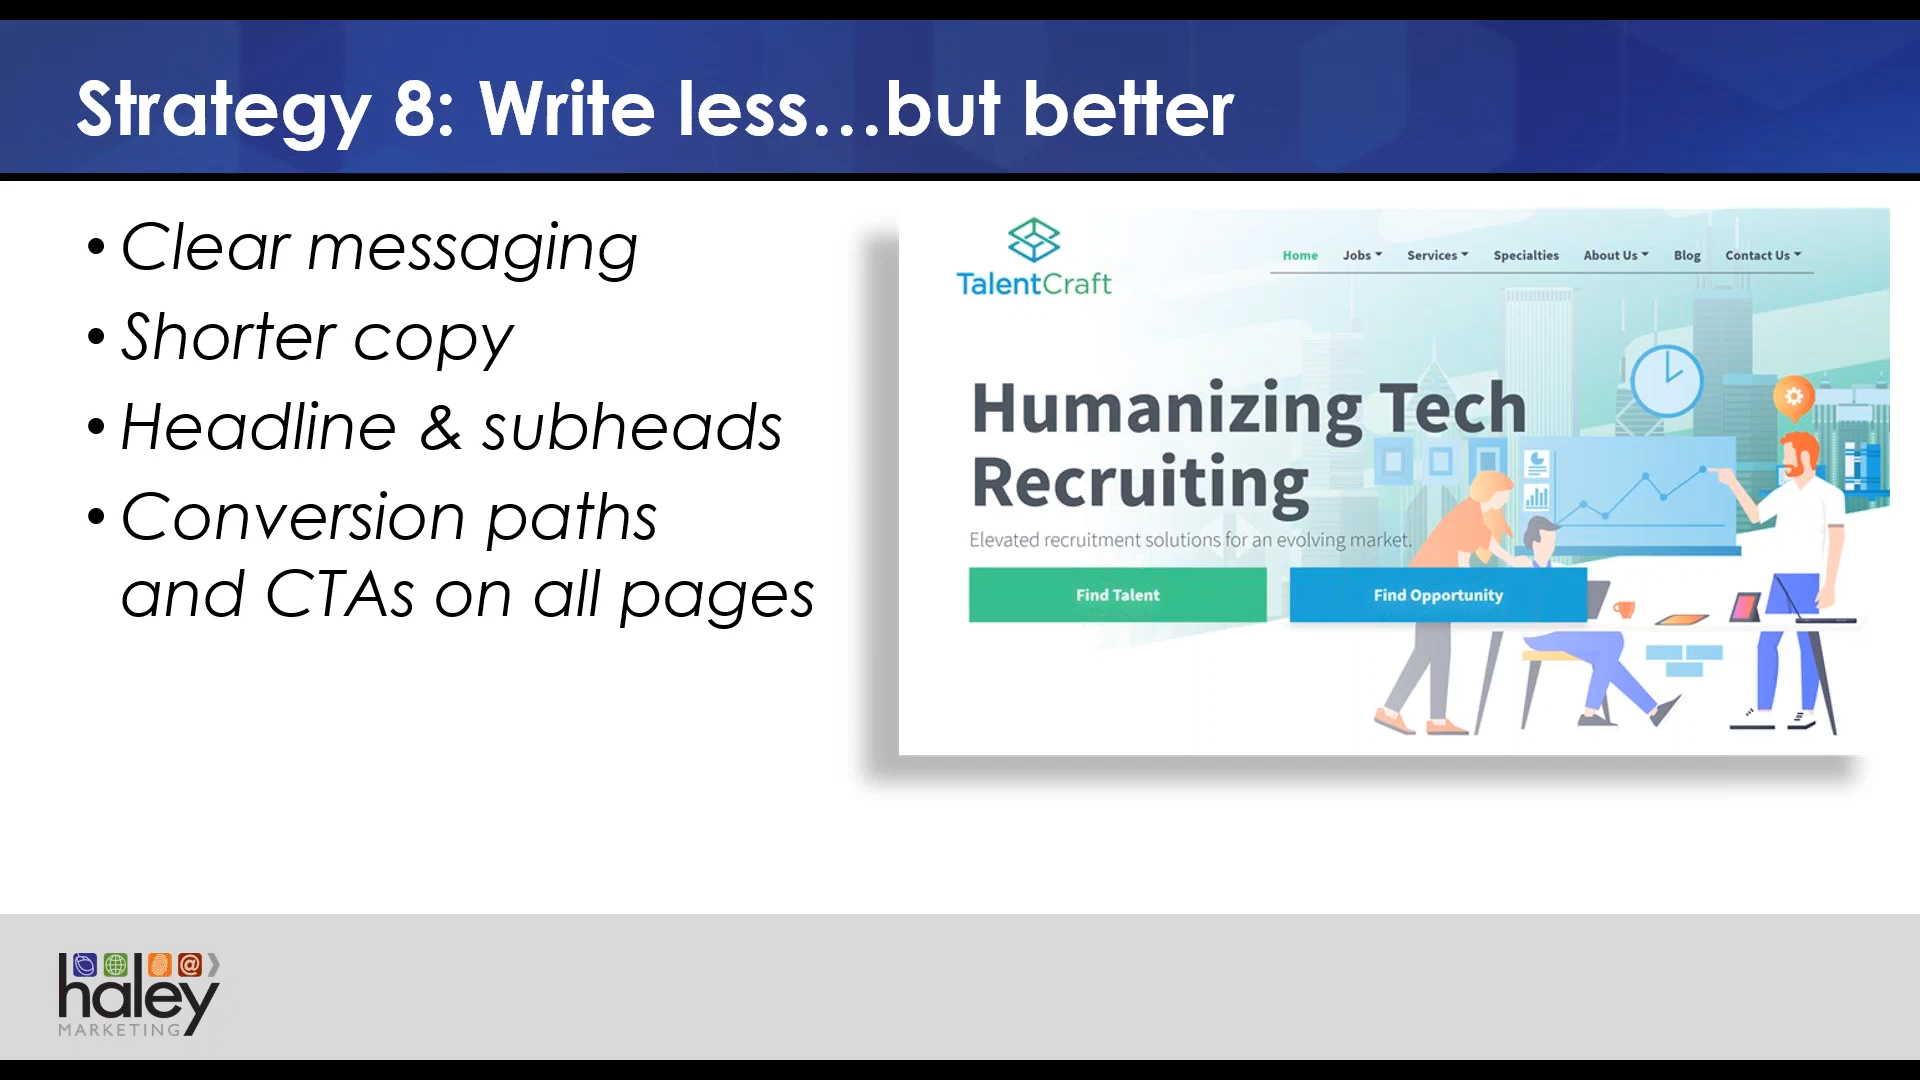 Strategy 8: Write less…but better
• Clear messaging
• Shorter copy
• Headline & subheads
• Conversion paths
and CTAs on all pages
TalentCraft
Home Jobs Services Specialties About Us Blog Contact Us
Humanizing Tech
Recruiting
Elevated recruitment solutions for an evolving market.
Find Talent Find Opportunity
haley
MARKETING